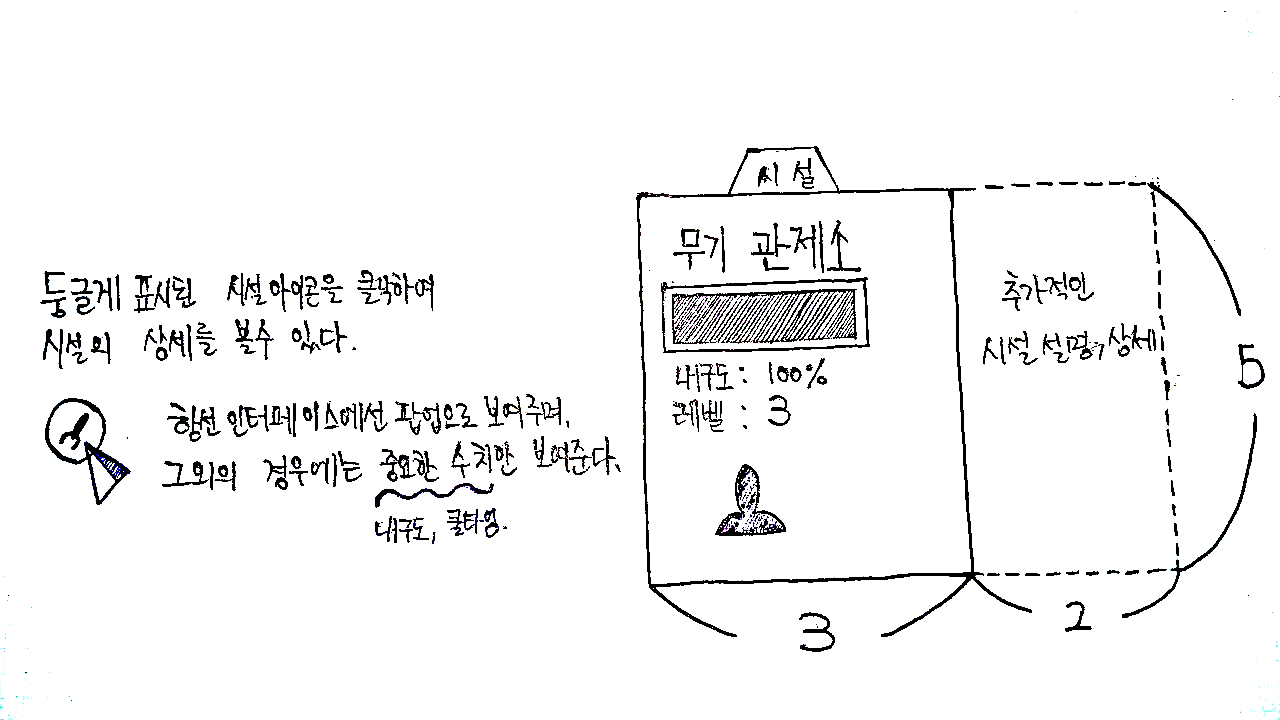 둥글게 표시된 시설아이콘을 클릭하여
시설의 상세를 볼수 있다.
함선 인터페이스에선 팝업으로 보여주며,
그외의 경우에는 중요한 수치만 보여준다.
내구도, 쿨타임.
시설
무기 관제소
내구도: 100%
레벨: 3
추가적인
시설 설명, 상세
5
3
2